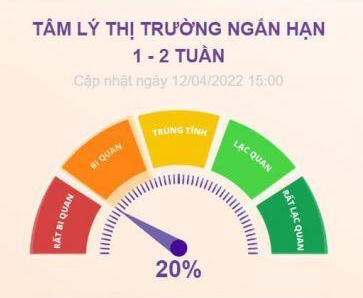 TÂM LÝ THỊ TRƯỜNG NGẮN HẠN
1 - 2 TUẦN
Cập nhật ngày 12/04/2022 15:00
RẤT BI QUAN
BI QUAN
TRUNG TÍNH
LẠC QUAN
RẤT LẠC QUAN
20%